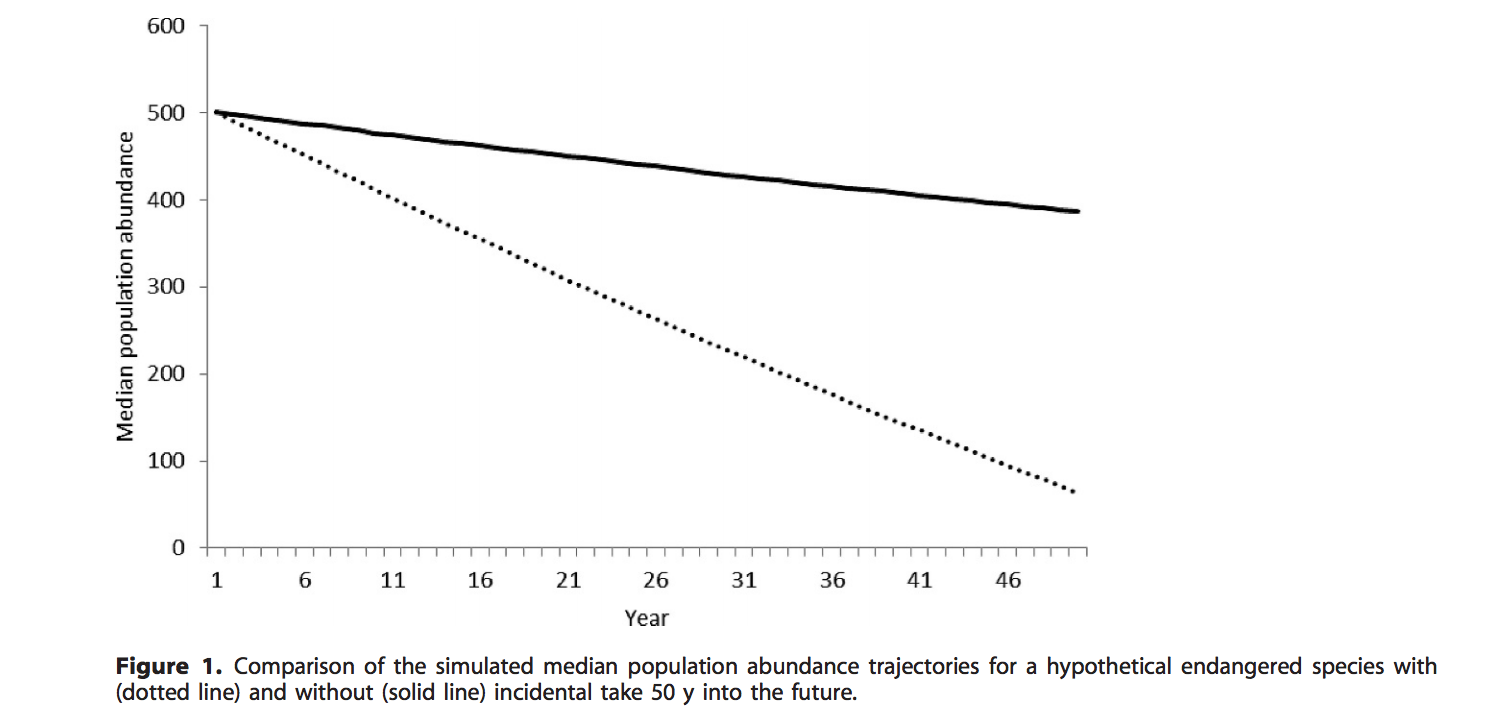 600
500
400
300
200
100
0
Median population abundance
1 6 11 16 21 26 31 36 41 46
Year
Figure 1. Comparison of the simulated median population abundance trajectories for a hypothetical endangered species with
(dotted line) and without (solid line) incidental take 50 y into the future.